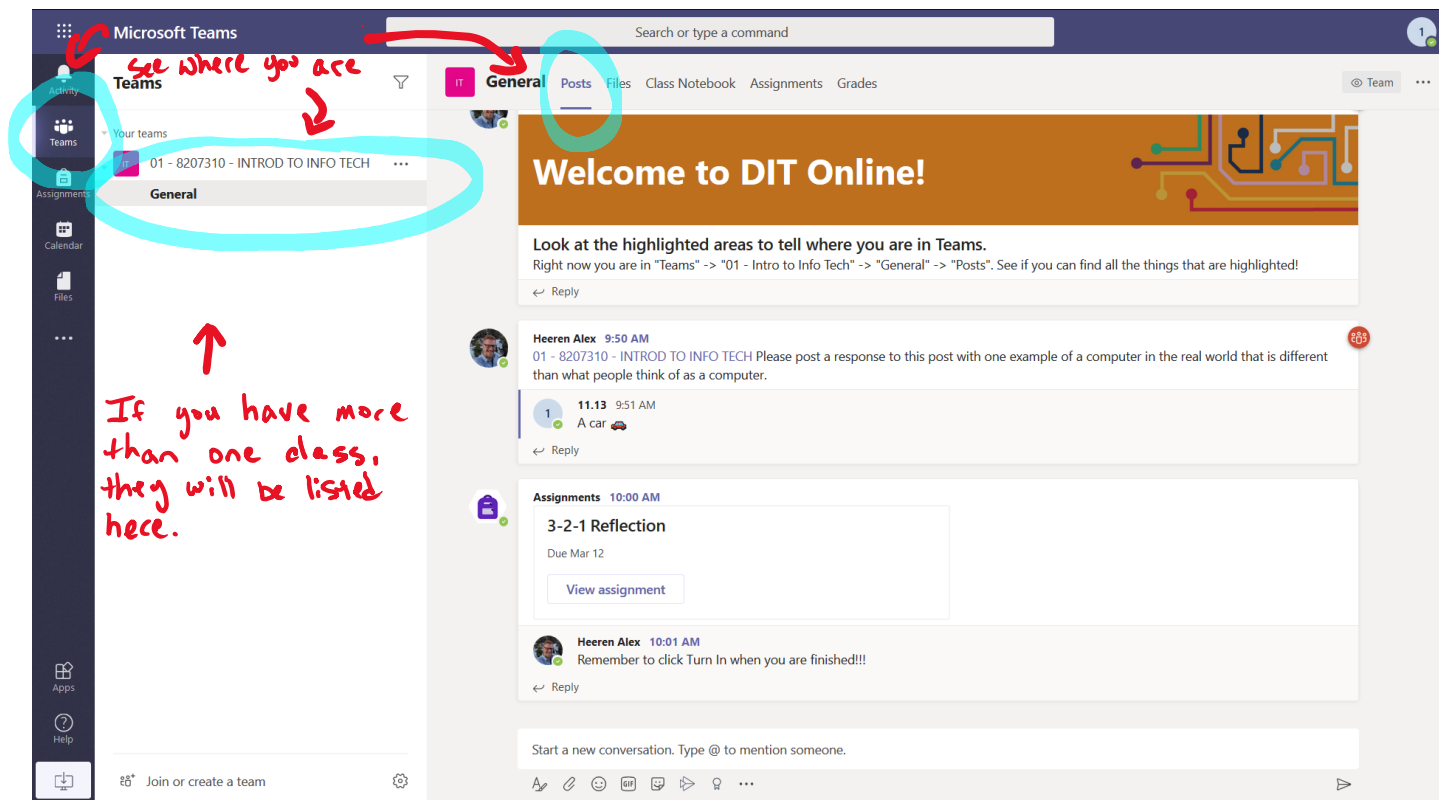 Microsoft Teams
Search or type a command
1
see where you are
Activity
Teams
IT
General
Posts
Files
Class Notebook
Assignments
Grades
Team
Teams
Your teams
IT
01 - 8207310 - INTROD TO INFO TECH
General
Assignments
Calendar
Files
If you have more
than one class,
they will be listed
here.
Apps
Help
Join or create a team
Welcome to DIT Online!
Look at the highlighted areas to tell where you are in Teams.
Right now you are in "Teams" -> "01 - Intro to Info Tech" -> "General" -> "Posts". See if you can find all the things that are highlighted!
Reply
Heeren Alex 9:50 AM
01 - 8207310 - INTROD TO INFO TECH Please post a response to this post with one example of a computer in the real world that is different
than what people think of as a computer.
1
11.13 9:51 AM
A car 🚗
Reply
Assignments 10:00 AM
3-2-1 Reflection
Due Mar 12
View assignment
Heeren Alex 10:01 AM
Remember to click Turn In when you are finished!!!
Reply
Start a new conversation. Type @ to mention someone.
GIF